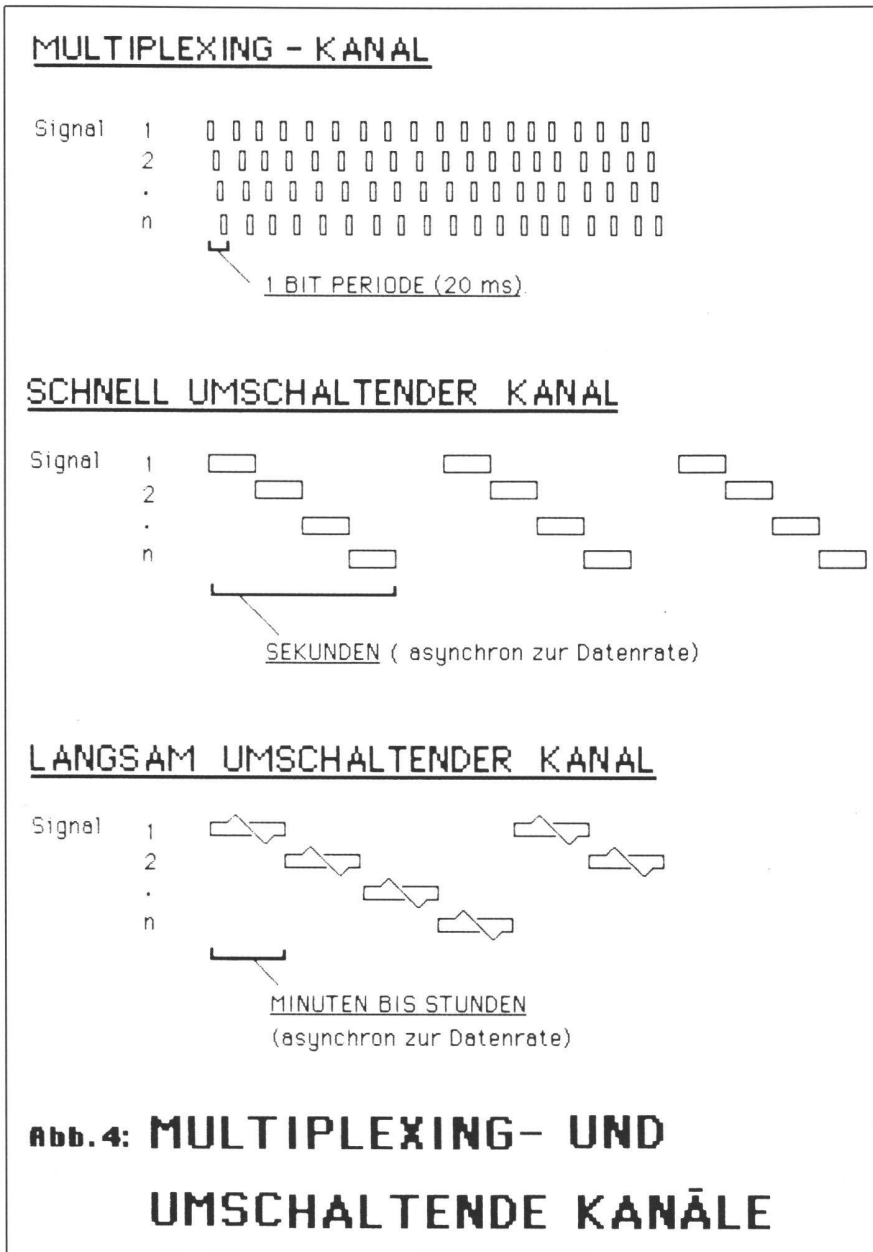 MULTIPLEXING - KANAL
Signal 1
2
.
n
1 BIT PERIODE (20 ms)
SCHNELL UMSCHALTENDER KANAL
Signal 1
2
.
n
SEKUNDEN ( asynchron zur Datenrate)
LANGSAM UMSCHALTENDER KANAL
Signal 1
2
.
n
MINUTEN BIS STUNDEN
(asynchron zur Datenrate)
Abb.4: MULTIPLEXING- UND
UMSCHALTENDE KANÄLE